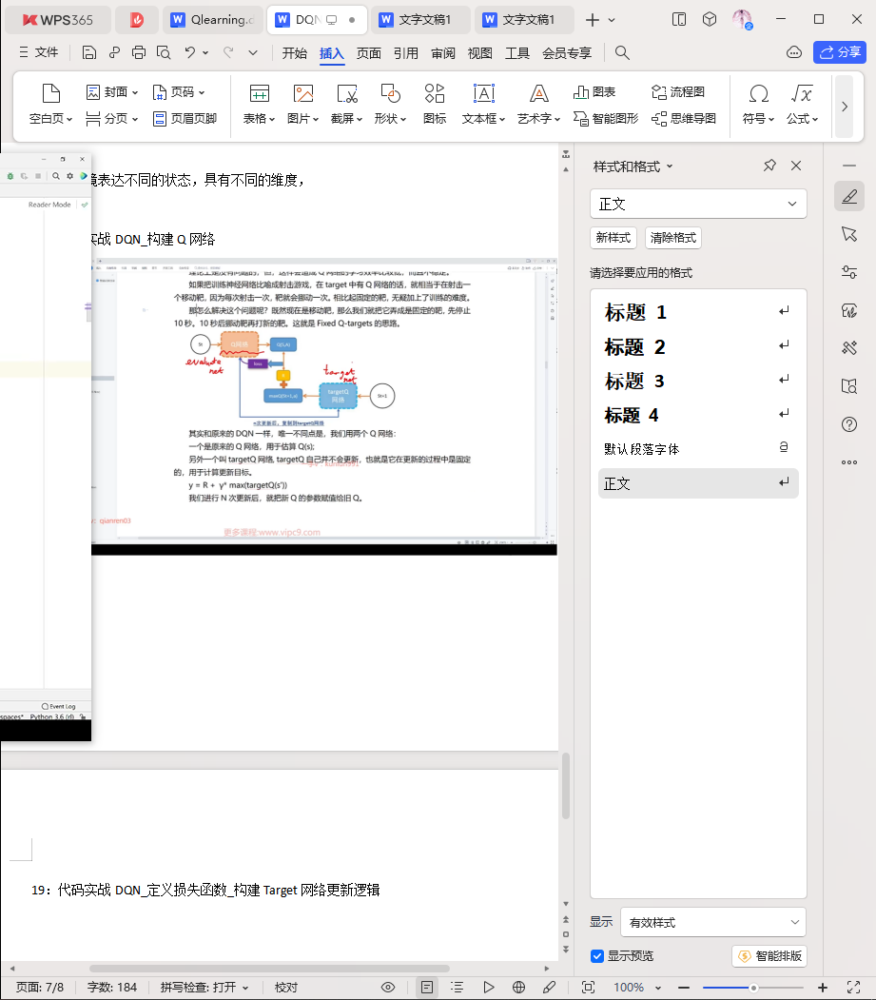 WPS365
Qlearning.d
DQN
文字文稿1
文字文稿1
文件
开始
插入
页面
引用
审阅
视图
工具
会员专享
分享
空白页
封面
页码
分页
页眉页脚
表格
图片
截屏
形状
图标
文本框
艺术字
图表
流程图
智能图形
思维导图
符号
公式
境表达不同的状态，具有不同的维度，
Reader Mode
实战 DQN_构建 Q 网络
如果把训练神经网络比喻成射击游戏，在 target 中有 Q 网络的话，就相当于在射击一
个移动靶，因为每次射击一次，靶就会挪动一次。相比起固定的靶，无疑加上了训练的难度。
那怎么解决这个问题呢？既然现在是移动靶，那么我们就把它弄成是固定的靶，先停止
10 秒。10 秒后挪动靶再打新的靶。这就是 Fixed Q-targets 的思路。
St
Q网络
Q(S,A)
evaluate net
loss
target net
max(Q(St+1,a)
targetQ
网络
St+1
n次更新后，复制到targetQ网络
其实和原来的 DQN 一样，唯一不同点是，我们用两个 Q 网络：
一个是原来的 Q 网络，用于估算 Q(s);
另外一个叫 targetQ 网络, targetQ 自己并不会更新，也就是它在更新的过程中是固定
的，用于计算更新目标。
y = R + γ* max(targetQ(s'))
我们进行 N 次更新后，就把新 Q 的参数赋值给旧 Q。
: qianren03
更多课程:www.vipc9.com
Event Log
spaces*
Python 3.6 (rl)
19：代码实战 DQN_定义损失函数_构建 Target 网络更新逻辑
样式和格式
正文
新样式
清除格式
请选择要应用的格式
标题 1
标题 2
标题 3
标题 4
默认段落字体
a
正文
显示
有效样式
显示预览
智能排版
页面: 7/8
字数: 184
拼写检查: 打开
校对
100%